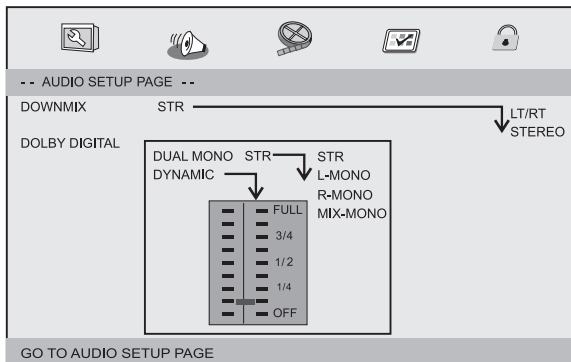 - - AUDIO SETUP PAGE - -
DOWNMIX STR LT/RT
STEREO
DOLBY DIGITAL
DUAL MONO STR STR
DYNAMIC L-MONO
R-MONO
FULL MIX-MONO
3/4
1/2
1/4
OFF
GO TO AUDIO SETUP PAGE